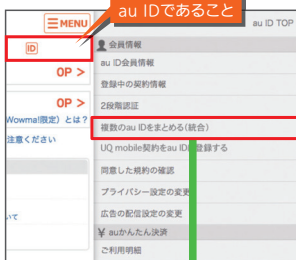 au IDであること
MENU
au ID TOP
ID
会員情報
au ID会員情報
0P >
登録中の契約情報
0P >
2段階認証
Wowma!限定）とは？
複数のau IDをまとめる(統合)
注意ください
UQ mobile契約をau IDに登録する
同意した規約の確認
プライバシー設定の変更
いて
広告の配信設定の変更
¥ auかんたん決済
ご利用明細